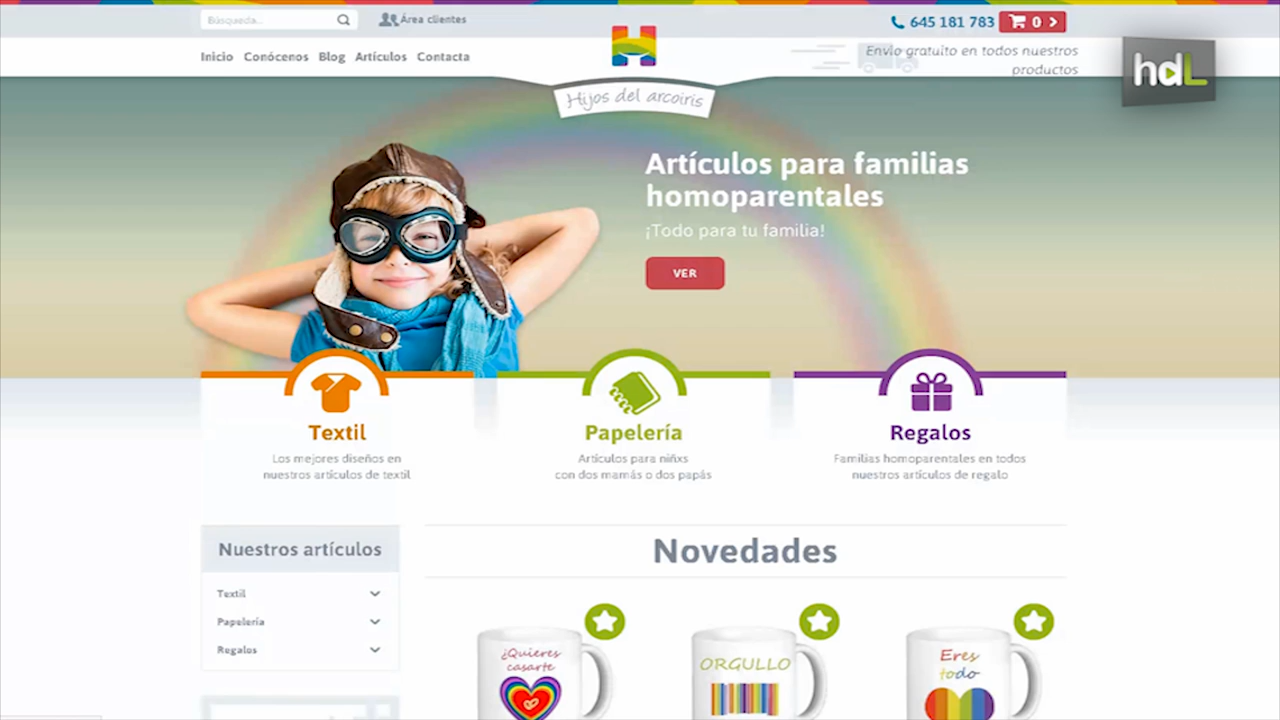 Búsqueda...
Área clientes
645 181 783
0
Inicio Conócenos Blog Artículos Contacta
Envío gratuito en todos nuestros
productos
hdL
H
Hijos del arcoiris
Artículos para familias
homoparentales
¡Todo para tu familia!
VER
Textil
Los mejores diseños en
nuestros artículos de textil
Papelería
Artículos para niñxs
con dos mamás o dos papás
Regalos
Familias homoparentales en todos
nuestros artículos de regalo
Nuestros artículos
Textil
Papelería
Regalos
Novedades
¿Quieres
casarte
ORGULLO
Eres
todo